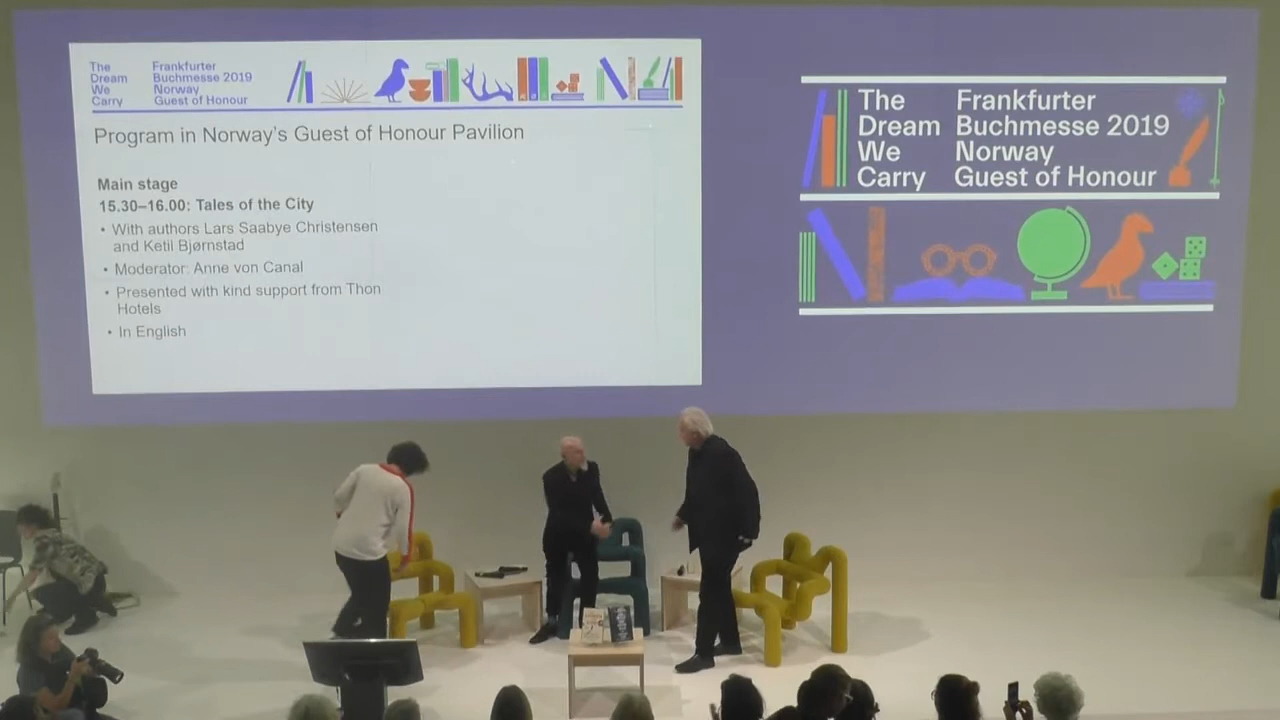 The Dream We Carry
Frankfurter Buchmesse 2019 Norway Guest of Honour
Program in Norway's Guest of Honour Pavilion
Main stage
15.30–16.00: Tales of the City
• With authors Lars Saabye Christensen
and Ketil Bjørnstad
• Moderator: Anne von Canal
• Presented with kind support from Thon
Hotels
• In English
The Frankfurter
Dream Buchmesse 2019
We Norway
Carry Guest of Honour